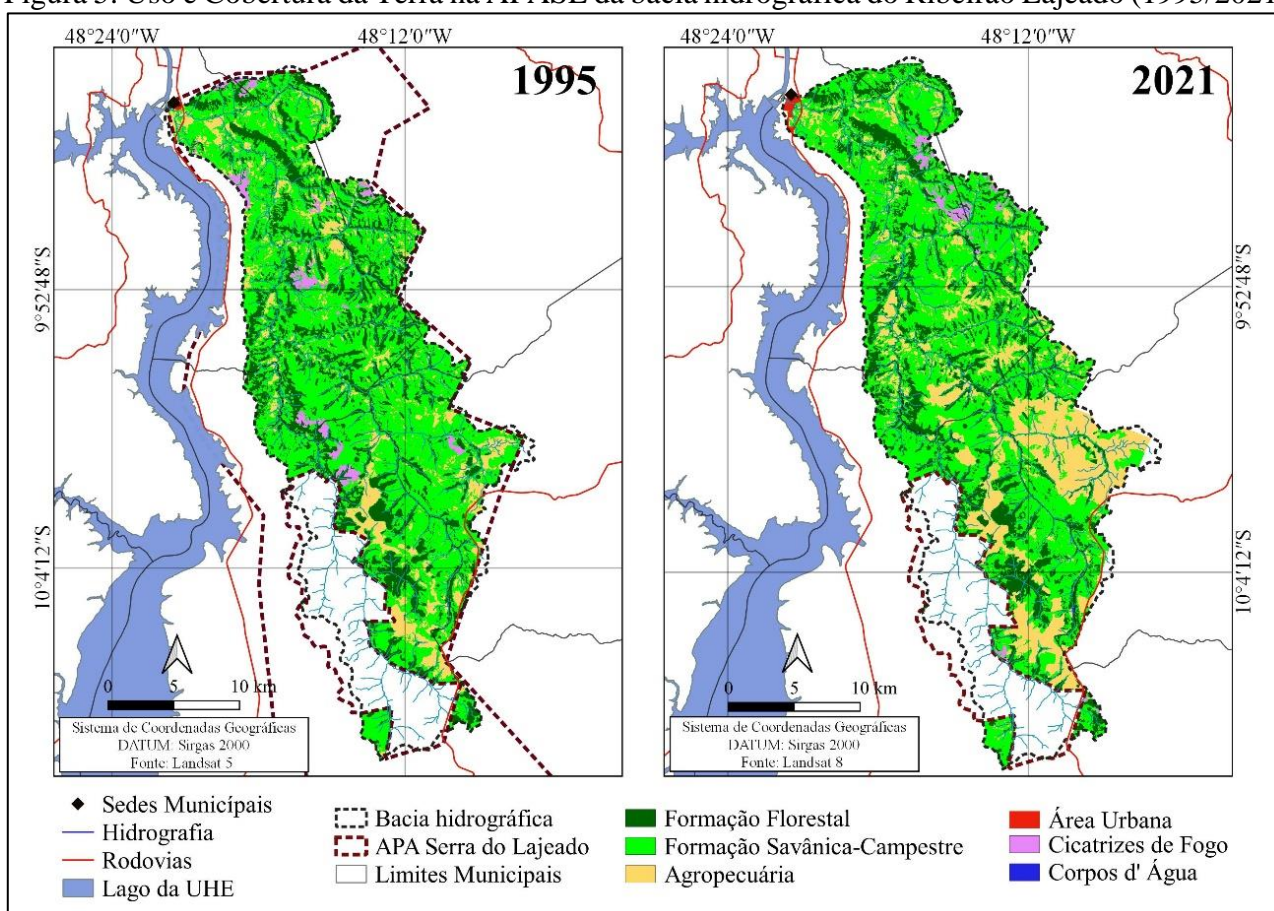 Figura 3: Uso e Cobertura da Terra na APASL da bacia hidrográfica do Ribeirão Lajeado (1995/2021
48°24'0"W
48°12'0"W
48°24'0"W
48°12'0"W
1995
2021
9°52'48"S
9°52'48"S
10°4'12"S
10°4'12"S
0 5 10 km
0 5 10 km
Sistema de Coordenadas Geográficas
DATUM: Sirgas 2000
Fonte: Landsat 5
Sistema de Coordenadas Geográficas
DATUM: Sirgas 2000
Fonte: Landsat 8
Sedes Municípais
Hidrografia
Rodovias
Lago da UHE
Bacia hidrográfica
APA Serra do Lajeado
Limites Municipais
Formação Florestal
Formação Savânica-Campestre
Agropecuária
Área Urbana
Cicatrizes de Fogo
Corpos d' Água